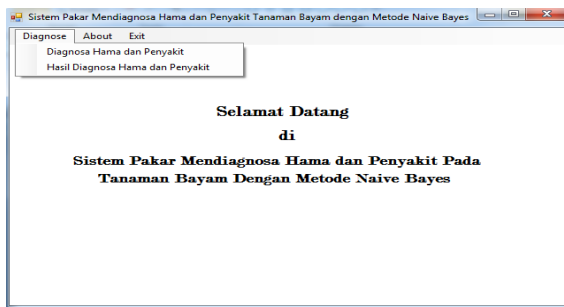 Sistem Pakar Mendiagnosa Hama dan Penyakit Tanaman Bayam dengan Metode Naive Bayes
Diagnose About Exit
Diagnosa Hama dan Penyakit
Hasil Diagnosa Hama dan Penyakit
Selamat Datang
di
Sistem Pakar Mendiagnosa Hama dan Penyakit Pada
Tanaman Bayam Dengan Metode Naive Bayes